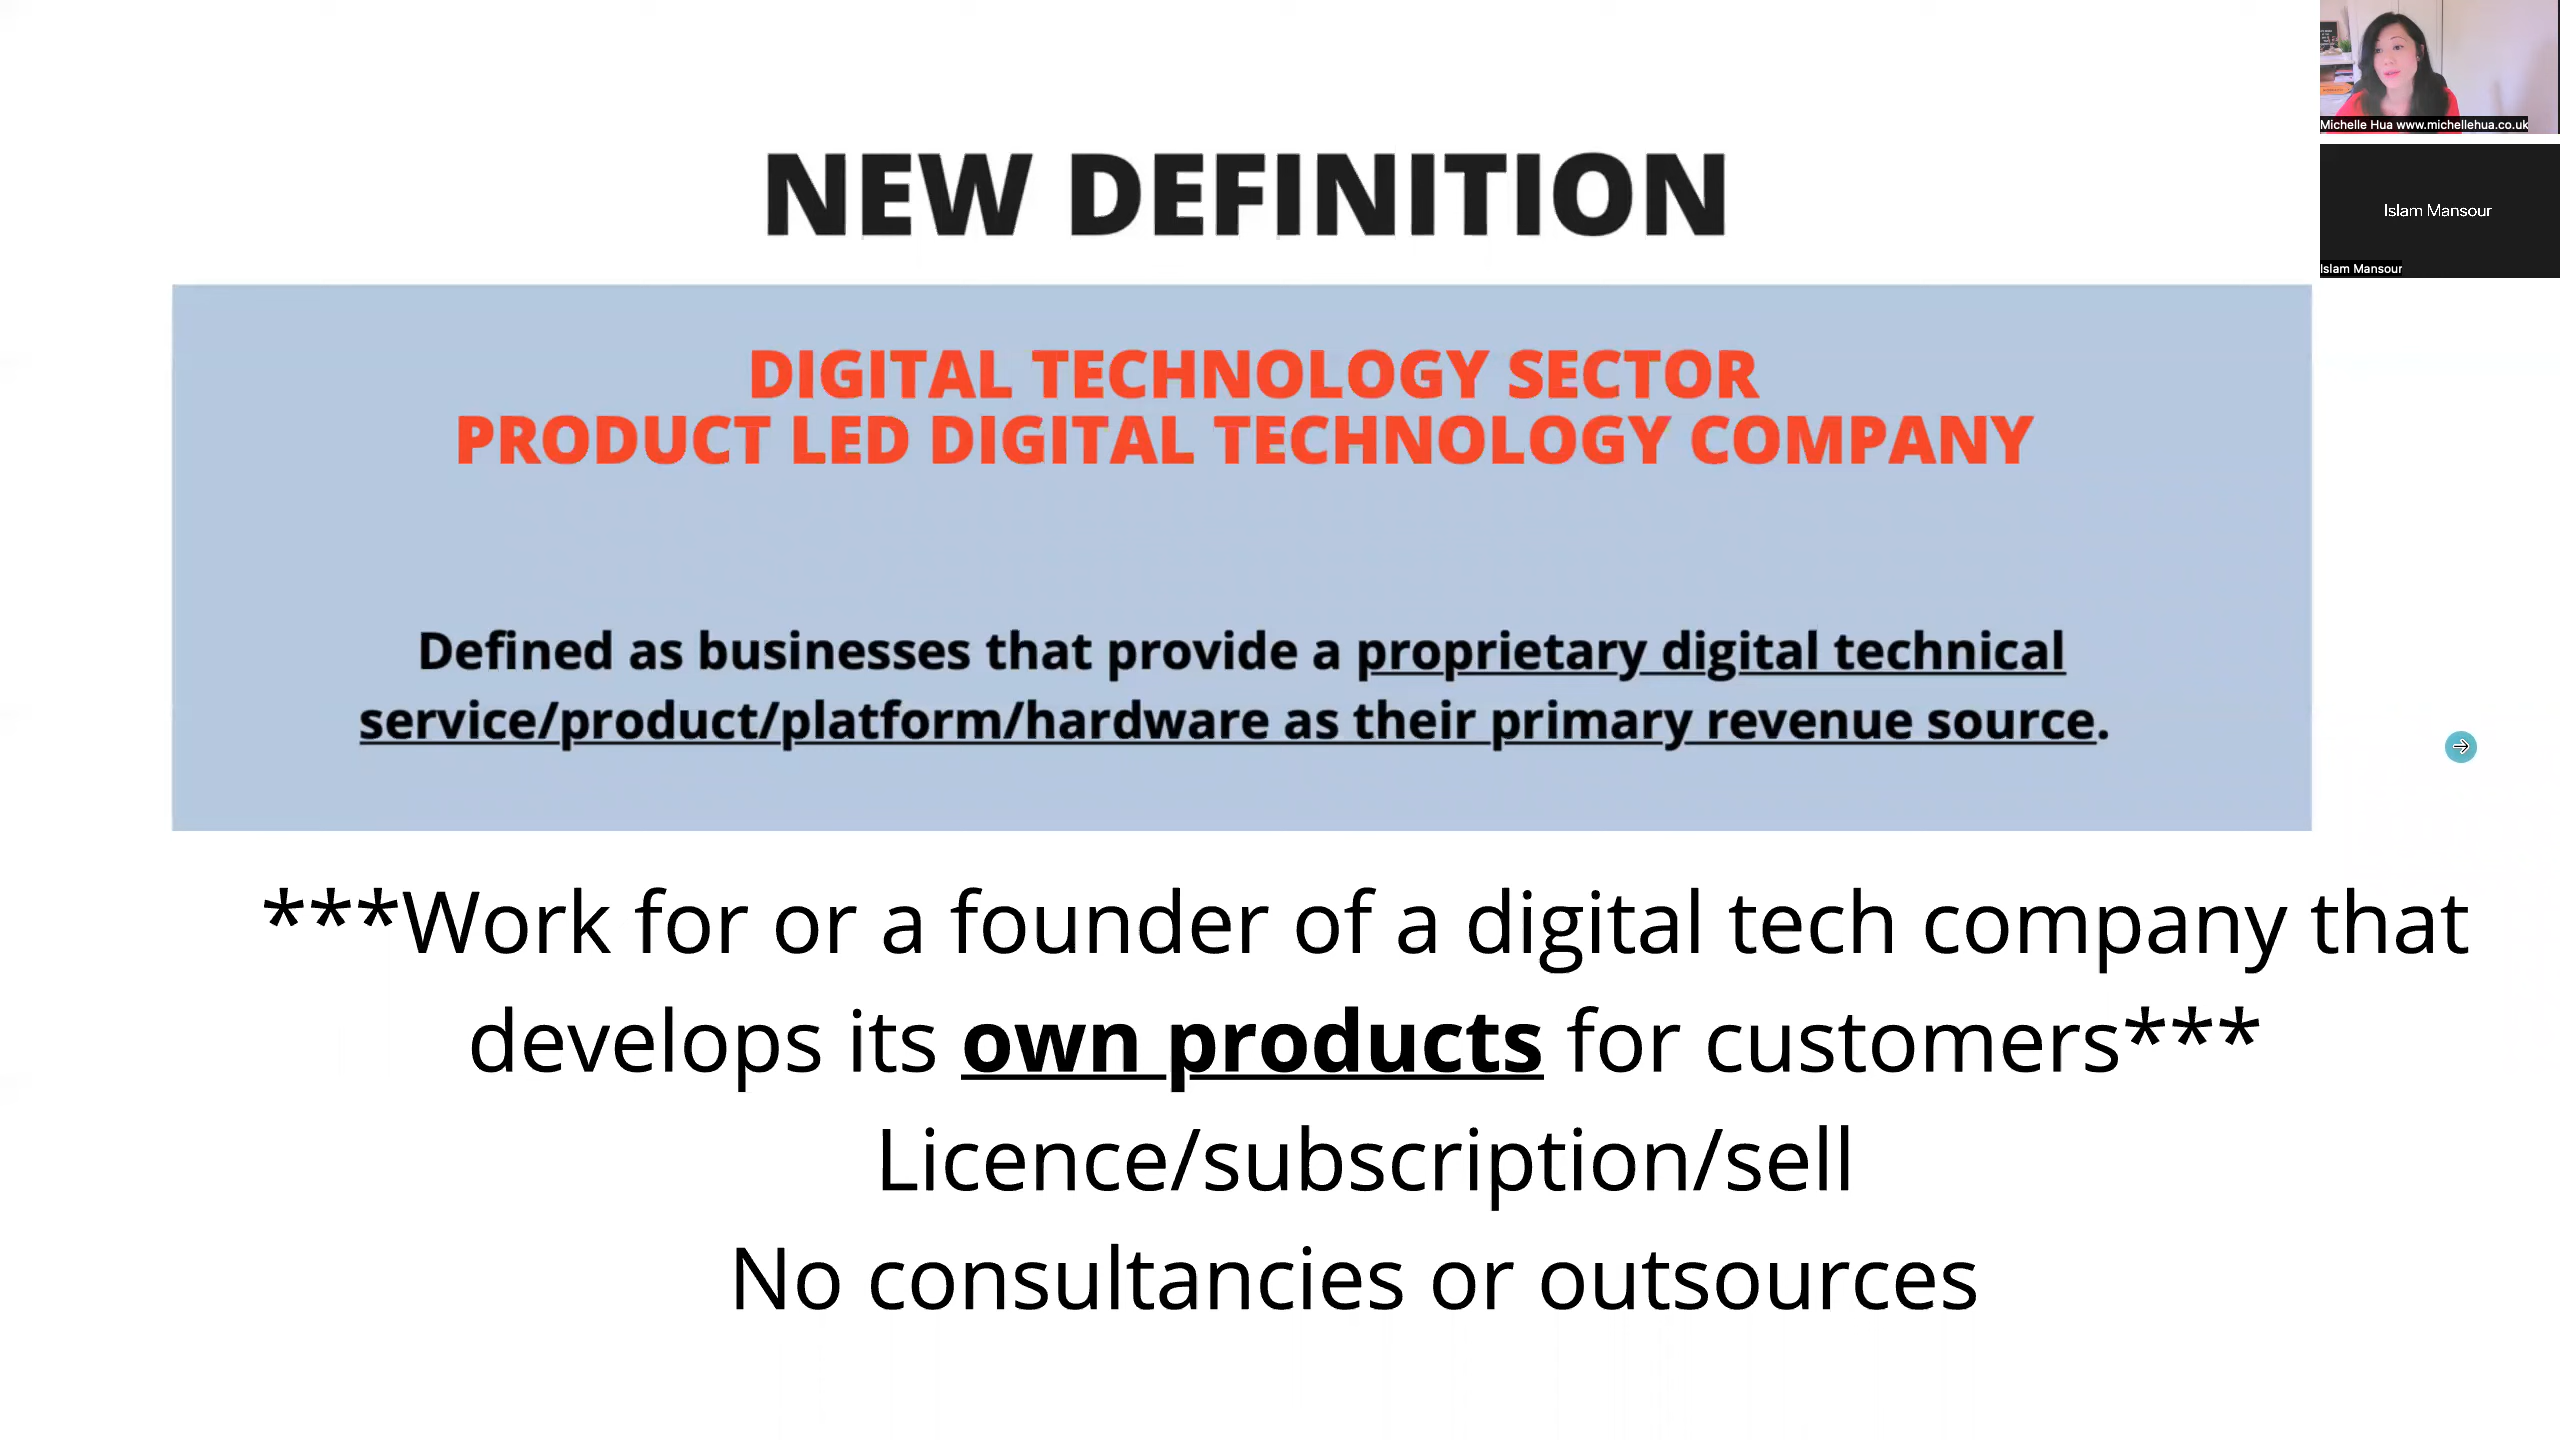 Michelle Hua www.michellehua.co.uk
Islam Mansour
Islam Mansour
NEW DEFINITION
DIGITAL TECHNOLOGY SECTOR
PRODUCT LED DIGITAL TECHNOLOGY COMPANY
Defined as businesses that provide a proprietary digital technical
service/product/platform/hardware as their primary revenue source.
***Work for or a founder of a digital tech company that
develops its own products for customers***
Licence/subscription/sell
No consultancies or outsources